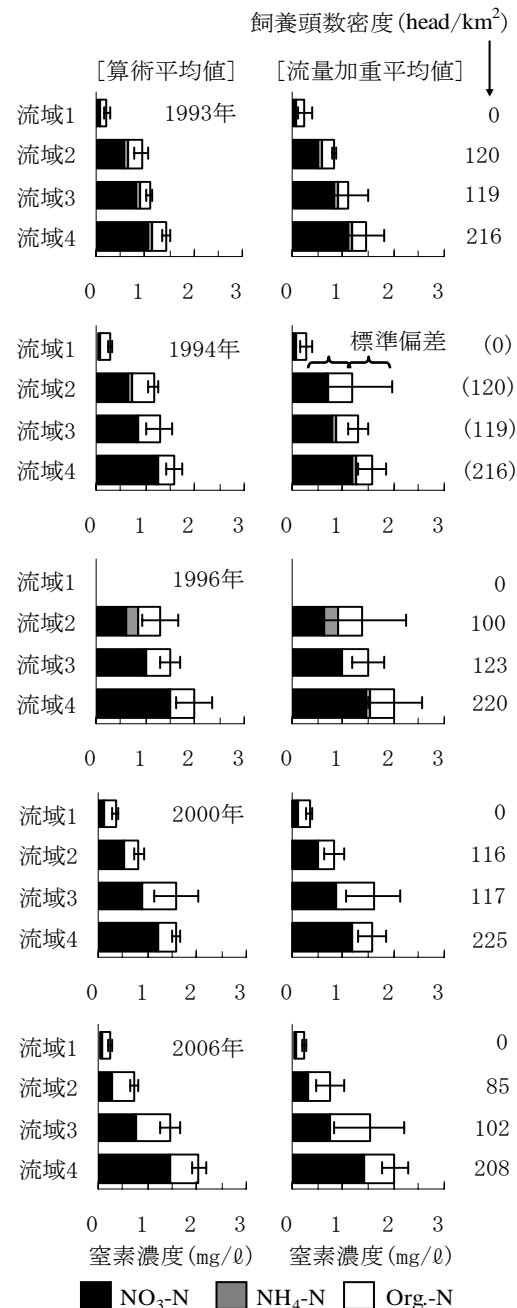 飼養頭数密度(head/km²)
[算術平均値] [流量加重平均値]
流域1 1993年 0
流域2 120
流域3 119
流域4 216
0 1 2 3 0 1 2 3
流域1 1994年 標準偏差 (0)
流域2 (120)
流域3 (119)
流域4 (216)
0 1 2 3 0 1 2 3
流域1 1996年 0
流域2 100
流域3 123
流域4 220
0 1 2 3 0 1 2 3
流域1 2000年 0
流域2 116
流域3 117
流域4 225
0 1 2 3 0 1 2 3
流域1 2006年 0
流域2 85
流域3 102
流域4 208
0 1 2 3 0 1 2 3
窒素濃度(mg/ℓ) 窒素濃度(mg/ℓ)
NO₃-N NH₄-N Org.-N